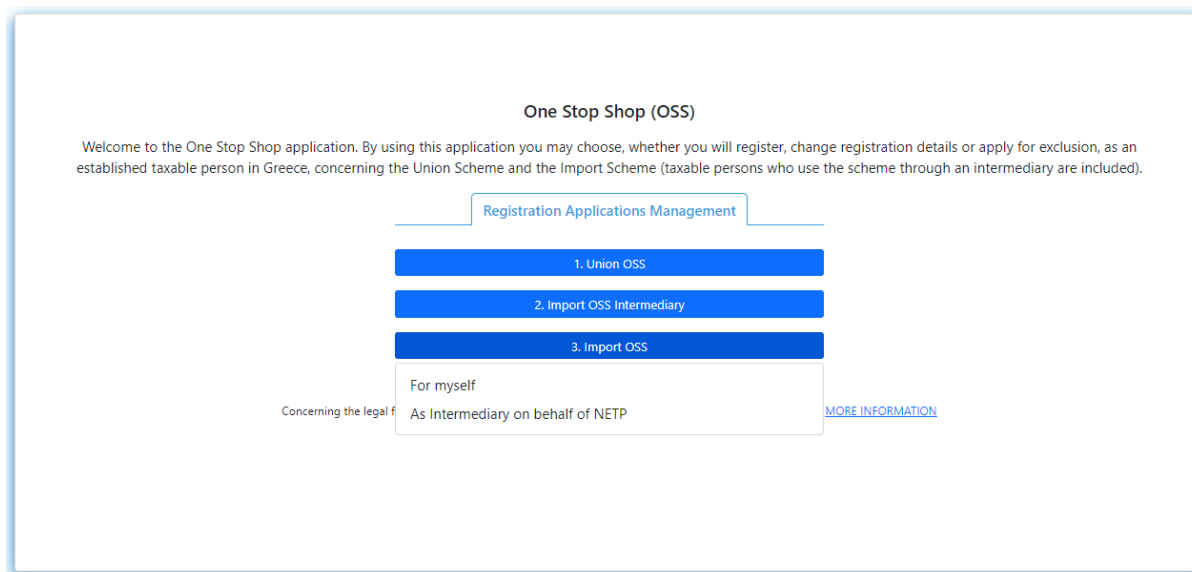 One Stop Shop (OSS)
Welcome to the One Stop Shop application. By using this application you may choose, whether you will register, change registration details or apply for exclusion, as an
established taxable person in Greece, concerning the Union Scheme and the Import Scheme (taxable persons who use the scheme through an intermediary are included).
Registration Applications Management
1. Union OSS
2. Import OSS Intermediary
3. Import OSS
For myself
As Intermediary on behalf of NETP
Concerning the legal MORE INFORMATION